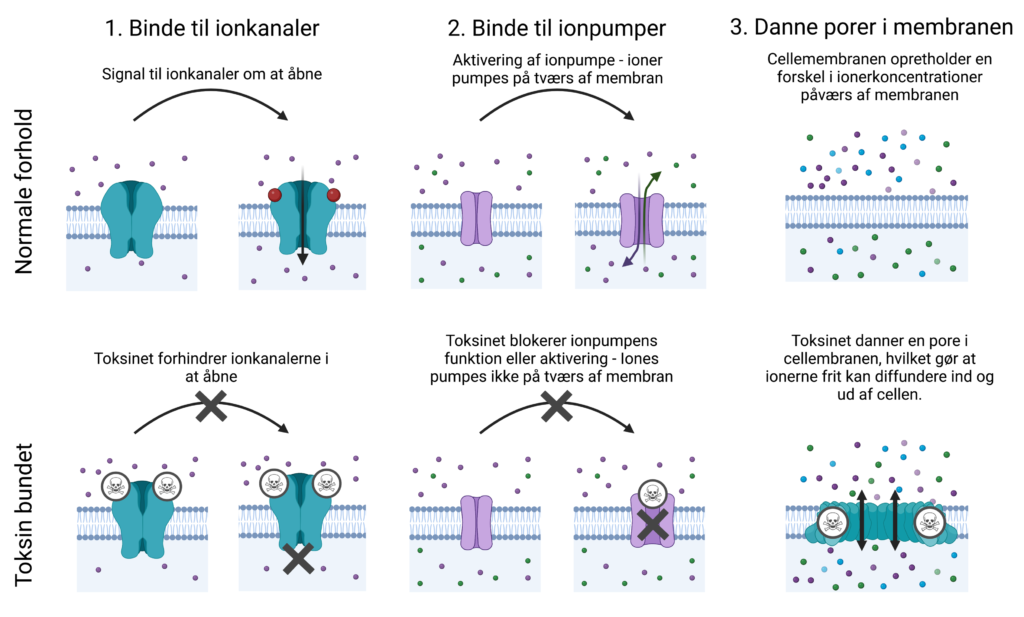 1. Binde til ionkanaler
2. Binde til ionpumper
3. Danne porer i membranen
Signal til ionkanaler om at åbne
Aktivering af ionpumpe - ioner
pumpes på tværs af membran
Cellemembranen opretholder en
forskel i ionerkoncentrationer
påværs af membranen
Normale forhold
Toksinet forhindrer ionkanalerne i
at åbne
Toksinet blokerer ionpumpens
funktion eller aktivering - Iones
pumpes ikke på tværs af membran
Toksinet danner en pore i
cellembranen, hvilket gør at
ionerne frit kan diffundere ind og
ud af cellen.
Toksin bundet